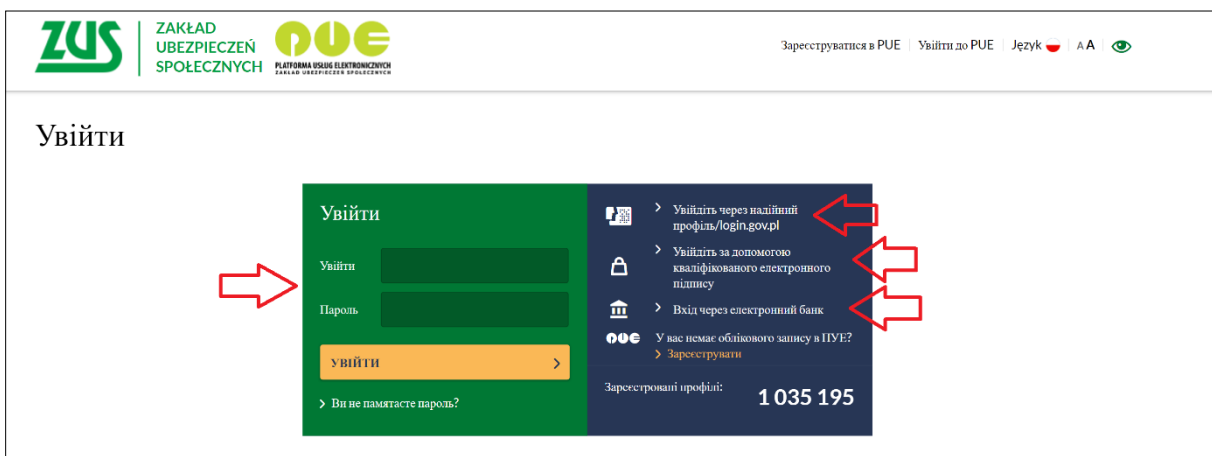 ZUS
ZAKŁAD
UBEZPIECZEŃ
SPOŁECZNYCH
PUE
PLATFORMA USŁUG ELEKTRONICZNYCH
ZAKŁAD UBEZPIECZEŃ SPOŁECZNYCH
Зареєструватися в PUE
Увійти до PUE
Język
A A
Увійти
Увійти
Увійти
Пароль
УВІЙТИ
Ви не памятаєте пароль?
Увійдіть через надійний
профіль/login.gov.pl
Увійдіть за допомогою
кваліфікованого електронного
підпису
Вхід через електронний банк
PUE
У вас немає облікового запису в ПУЕ?
Зареєструвати
Зареєстровані профілі:
1 035 195